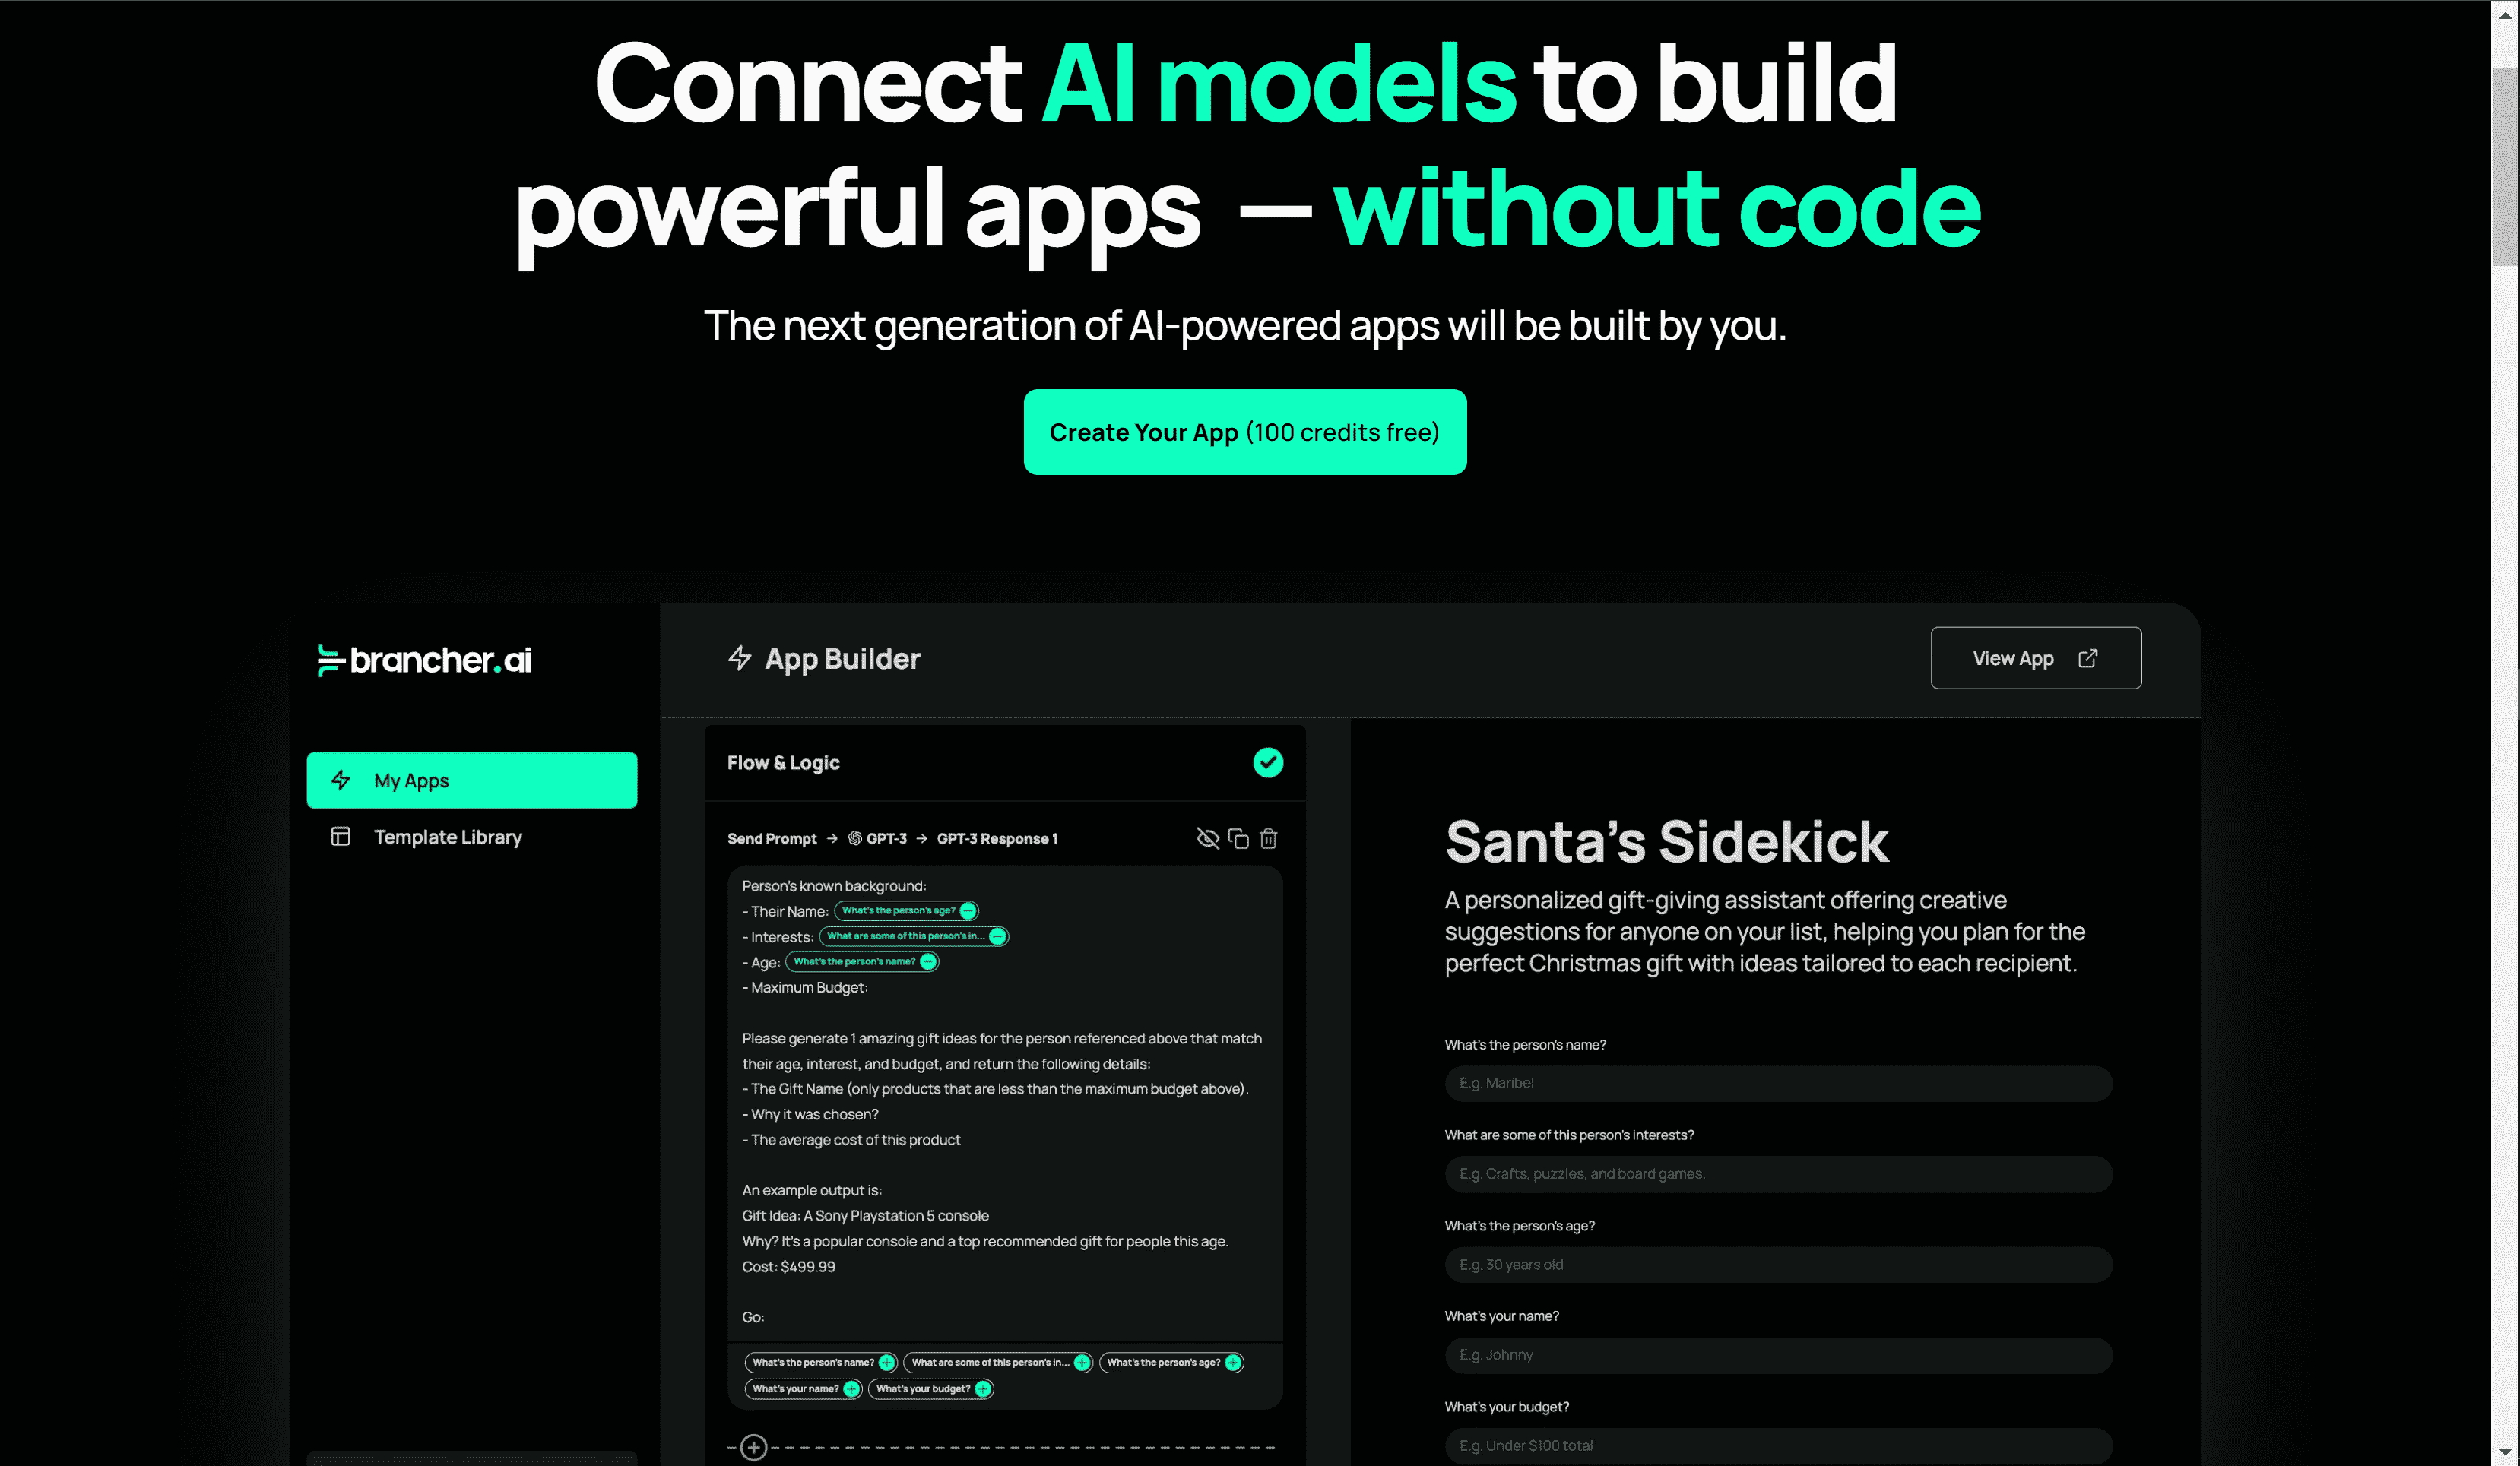 Connect AI models to build
powerful apps — without code
The next generation of AI-powered apps will be built by you.
Create Your App (100 credits free)
brancher.ai
My Apps
Template Library
App Builder
View App
Flow & Logic
Send Prompt → GPT-3 → GPT-3 Response 1
Person's known background:
- Their Name: What's the person's age?
- Interests: What are some of this person's in...
- Age: What's the person's name?
- Maximum Budget:
Please generate 1 amazing gift ideas for the person referenced above that match
their age, interest, and budget, and return the following details:
- The Gift Name (only products that are less than the maximum budget above).
- Why it was chosen?
- The average cost of this product
An example output is:
Gift Idea: A Sony Playstation 5 console
Why? It's a popular console and a top recommended gift for people this age.
Cost: $499.99
Go:
What's the person's name? What are some of this person's in... What's the person's age?
What's your name? What's your budget?
Santa's Sidekick
A personalized gift-giving assistant offering creative
suggestions for anyone on your list, helping you plan for the
perfect Christmas gift with ideas tailored to each recipient.
What's the person's name?
E.g. Maribel
What are some of this person's interests?
E.g. Crafts, puzzles, and board games.
What's the person's age?
E.g. 30 years old
What's your name?
E.g. Johnny
What's your budget?
E.g. Under $100 total